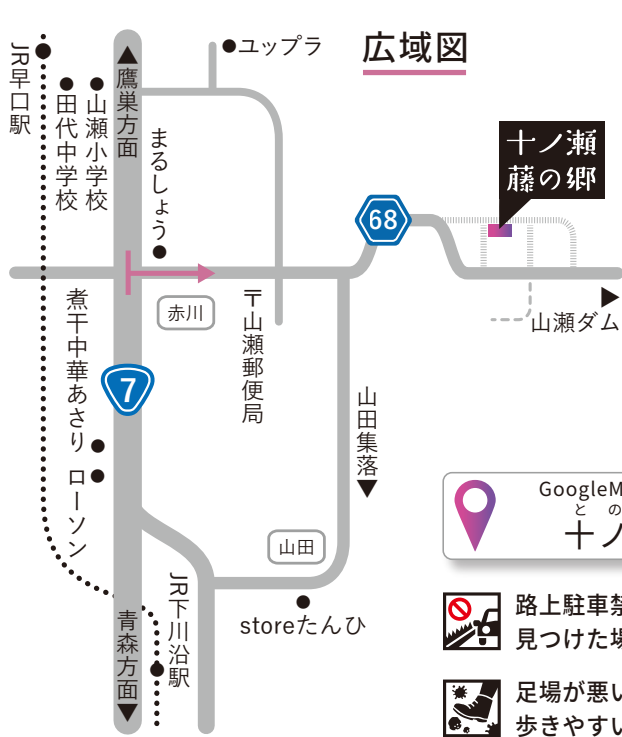 広域図
JR早口駅
田代中学校
山瀬小学校
▲鷹巣方面
まるしょう
ユップラ
十ノ瀬
藤の郷
68
赤川
〒山瀬郵便局
山瀬ダム
煮干中華あさり
ローソン
7
山田集落▼
山田
storeたんひ
JR下川沿駅
青森方面▼
GoogleM
と の
十ノ
路上駐車禁
見つけた場
足場が悪い
歩きやすい